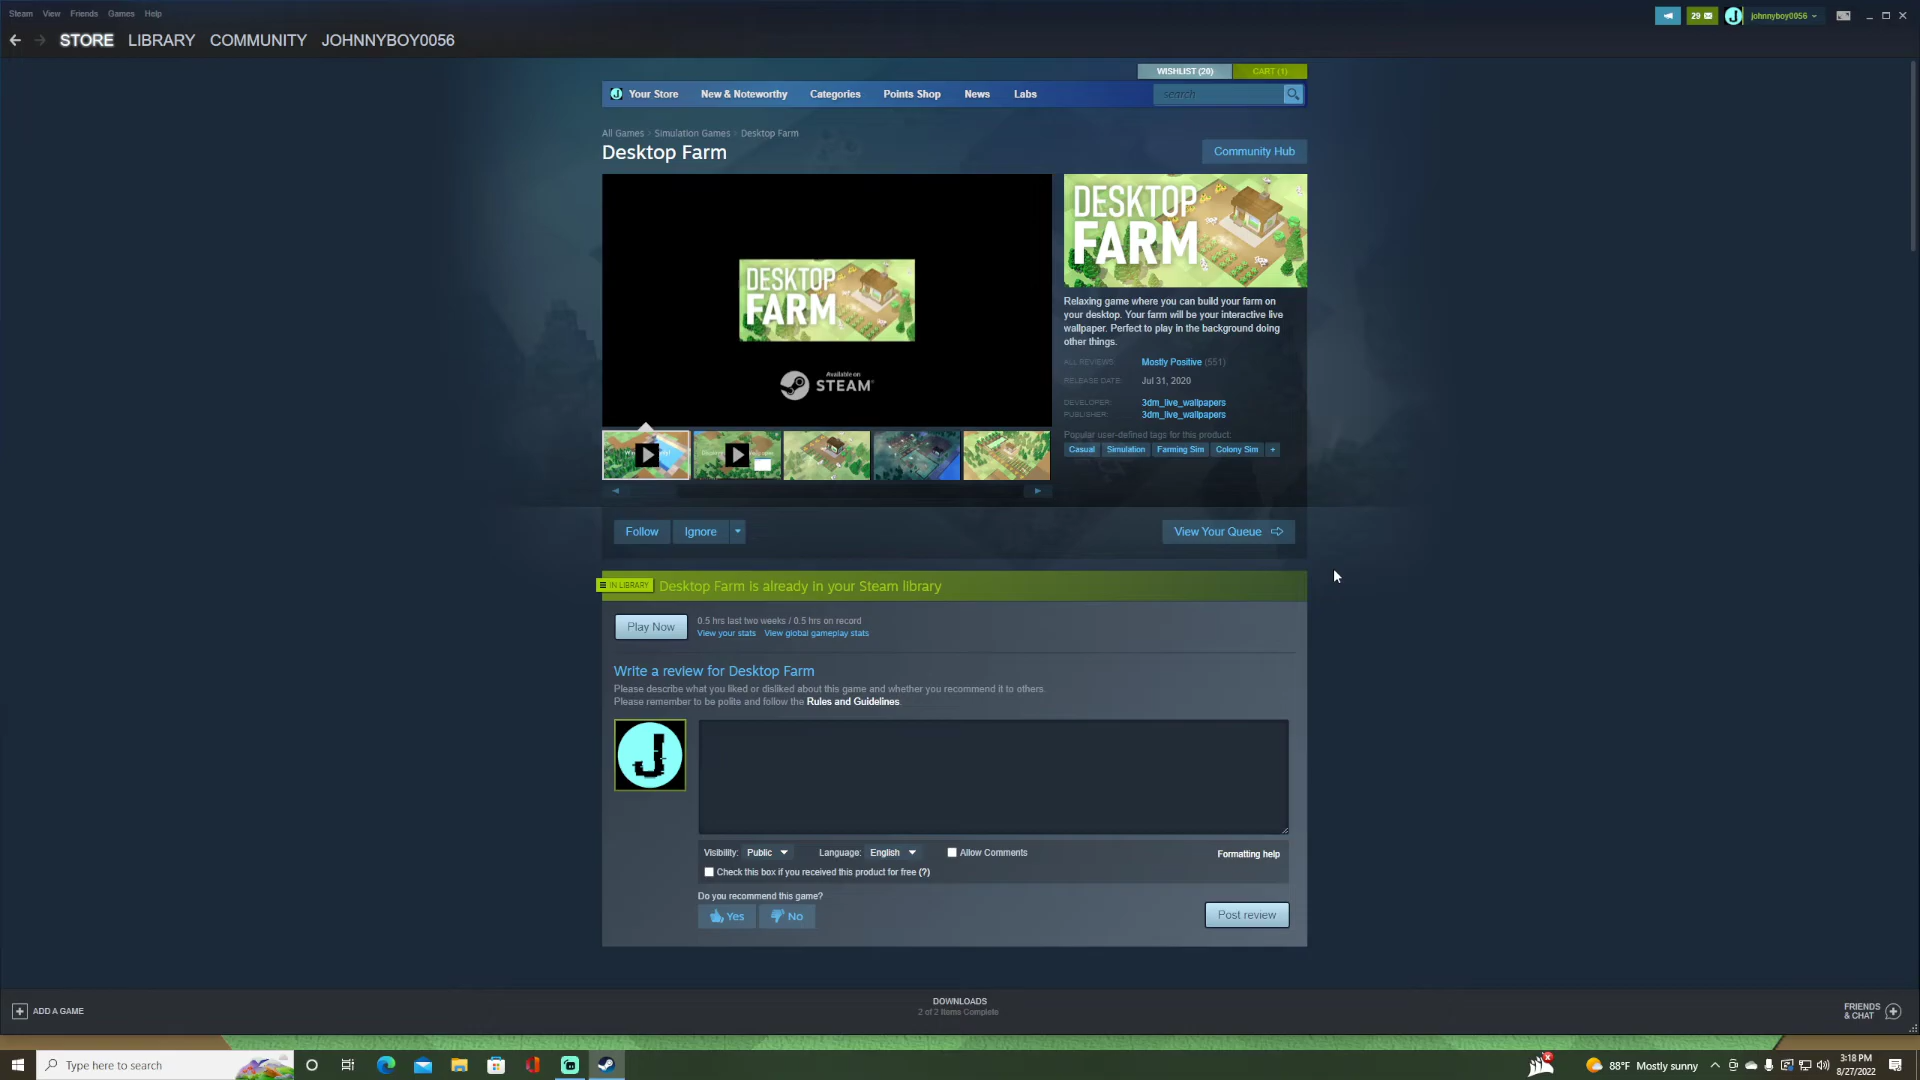 Steam View Friends Games Help
29
johnnyboy0056
STORE LIBRARY COMMUNITY JOHNNYBOY0056
WISHLIST (20) CART (1)
Your Store New & Noteworthy Categories Points Shop News Labs search
All Games > Simulation Games > Desktop Farm
Desktop Farm
Community Hub
DESKTOP
FARM
Available on
STEAM
DESKTOP
FARM
Relaxing game where you can build your farm on
your desktop. Your farm will be your interactive live
wallpaper. Perfect to play in the background doing
other things.
ALL REVIEWS: Mostly Positive (551)
RELEASE DATE: Jul 31, 2020
DEVELOPER: 3dm_live_wallpapers
PUBLISHER: 3dm_live_wallpapers
Popular user-defined tags for this product:
Casual Simulation Farming Sim Colony Sim +
Follow Ignore View Your Queue
IN LIBRARY Desktop Farm is already in your Steam library
Play Now
0.5 hrs last two weeks / 0.5 hrs on record
View your stats View global gameplay stats
Write a review for Desktop Farm
Please describe what you liked or disliked about this game and whether you recommend it to others.
Please remember to be polite and follow the Rules and Guidelines.
J
Visibility: Public Language: English Allow Comments Formatting help
Check this box if you received this product for free (?)
Do you recommend this game?
Yes No
Post review
ADD A GAME
DOWNLOADS
2 of 2 Items Complete
FRIENDS
& CHAT
Type here to search
88°F Mostly sunny
3:18 PM
8/27/2022